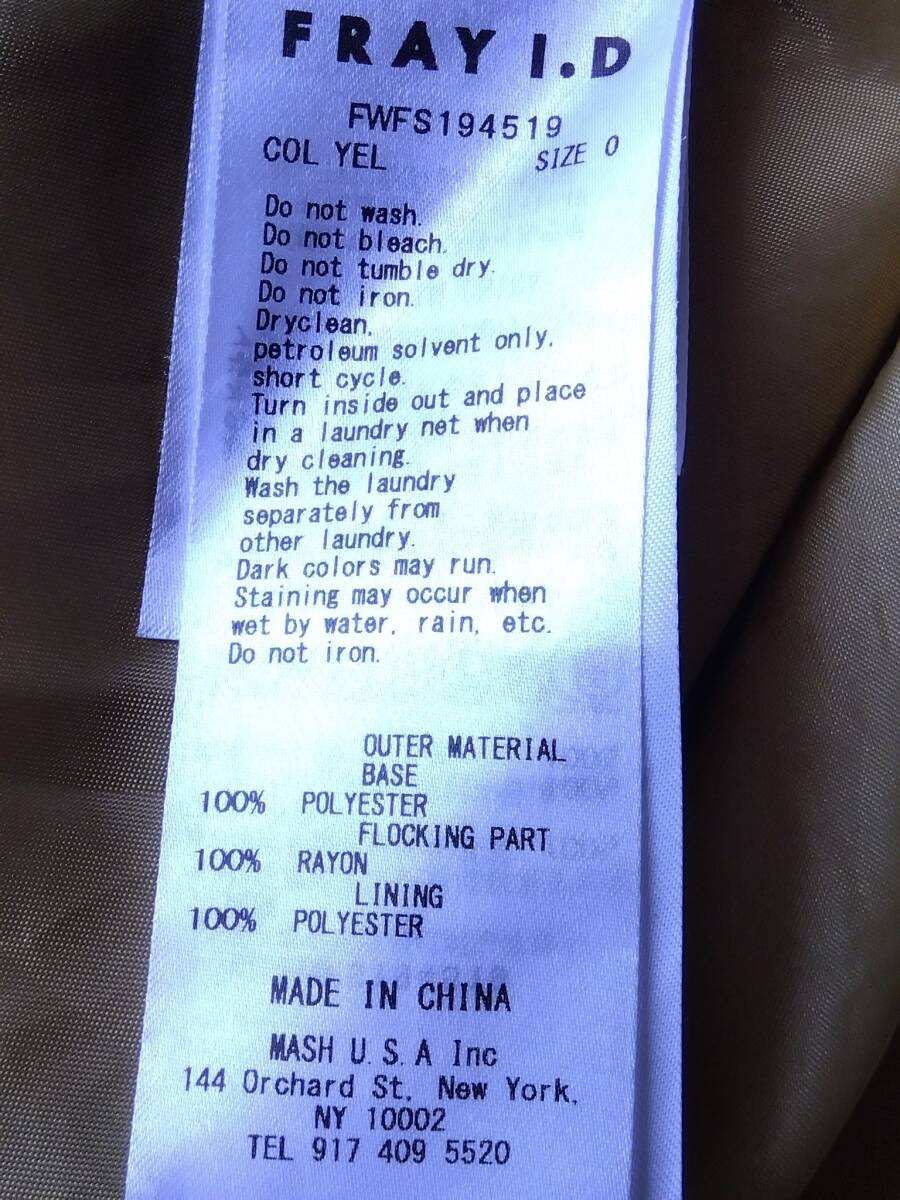 FRAY I.D
FWFS194519
COL YEL SIZE 0
Do not wash.
Do not bleach.
Do not tumble dry.
Do not iron.
Dryclean,
petroleum solvent only,
short cycle.
Turn inside out and place
in a laundry net when
dry cleaning.
Wash the laundry
separately from
other laundry.
Dark colors may run.
Staining may occur when
wet by water, rain, etc.
Do not iron.
OUTER MATERIAL
BASE
100% POLYESTER
FLOCKING PART
100% RAYON
LINING
100% POLYESTER
MADE IN CHINA
MASH U.S.A Inc
144 Orchard St, New York,
NY 10002
TEL 917 409 5520